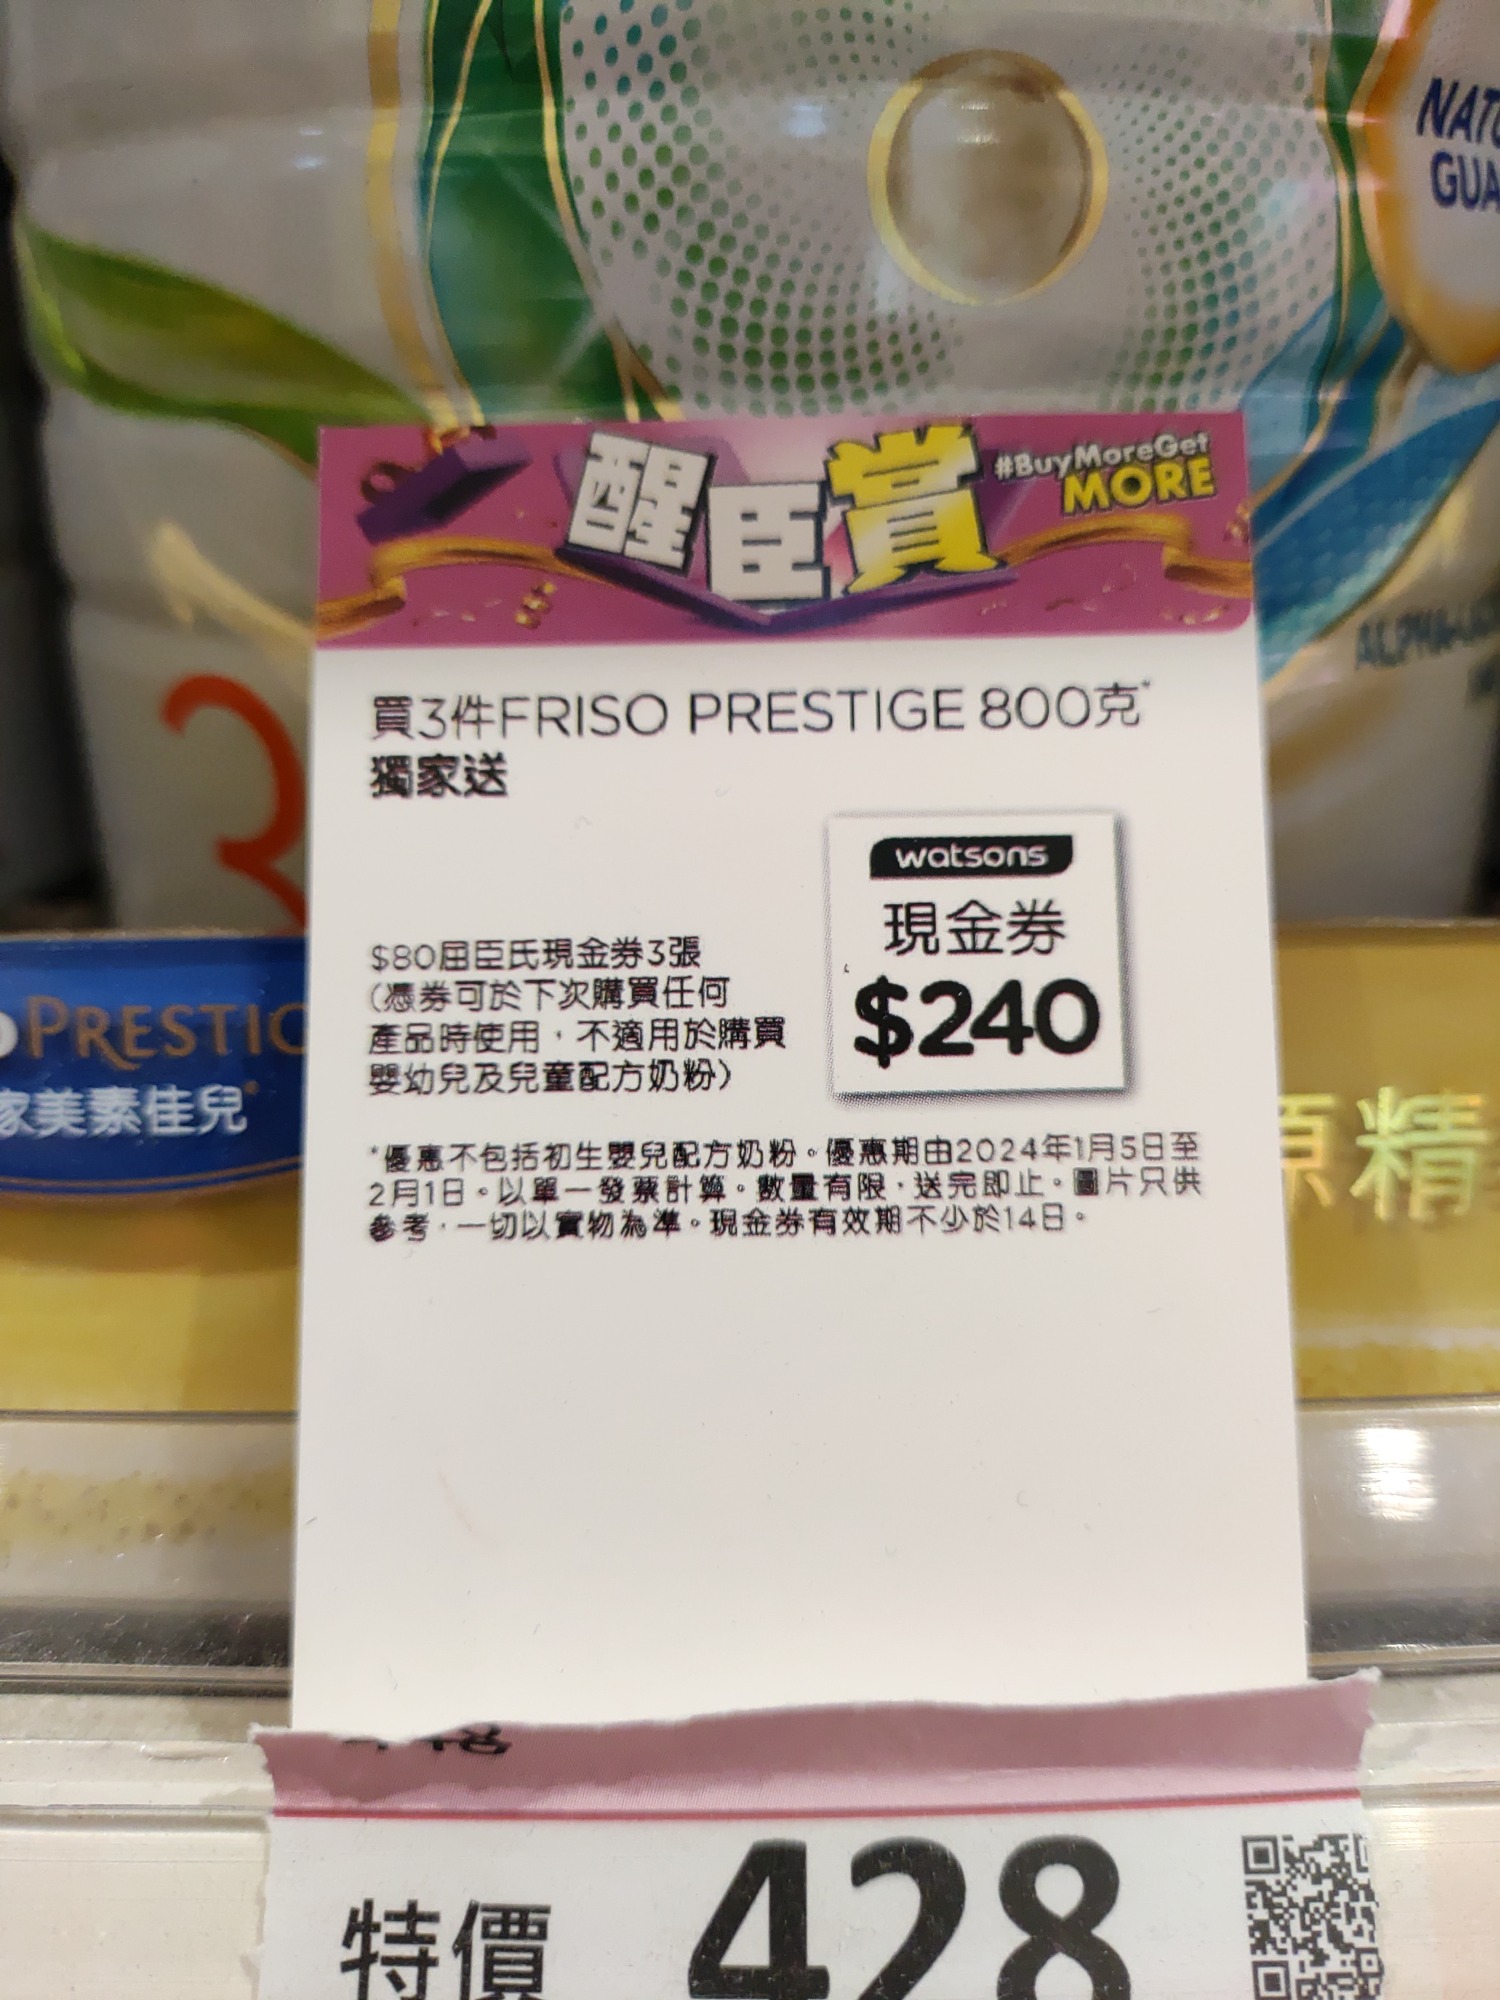 NATU
GUA
醒臣賞
#BuyMoreGet
MORE
3
買3件FRISO PRESTIGE 800克*
獨家送
watsons
現金券
$240
$80屈臣氏現金券3張
(憑券可於下次購買任何
產品時使用，不適用於購買
嬰幼兒及兒童配方奶粉)
PRESTIG
家美素佳兒
原精
*優惠不包括初生嬰兒配方奶粉。優惠期由2024年1月5日至
2月1日。以單一發票計算。數量有限，送完即止。圖片只供
參考，一切以實物為準。現金券有效期不少於14日。
特價
428